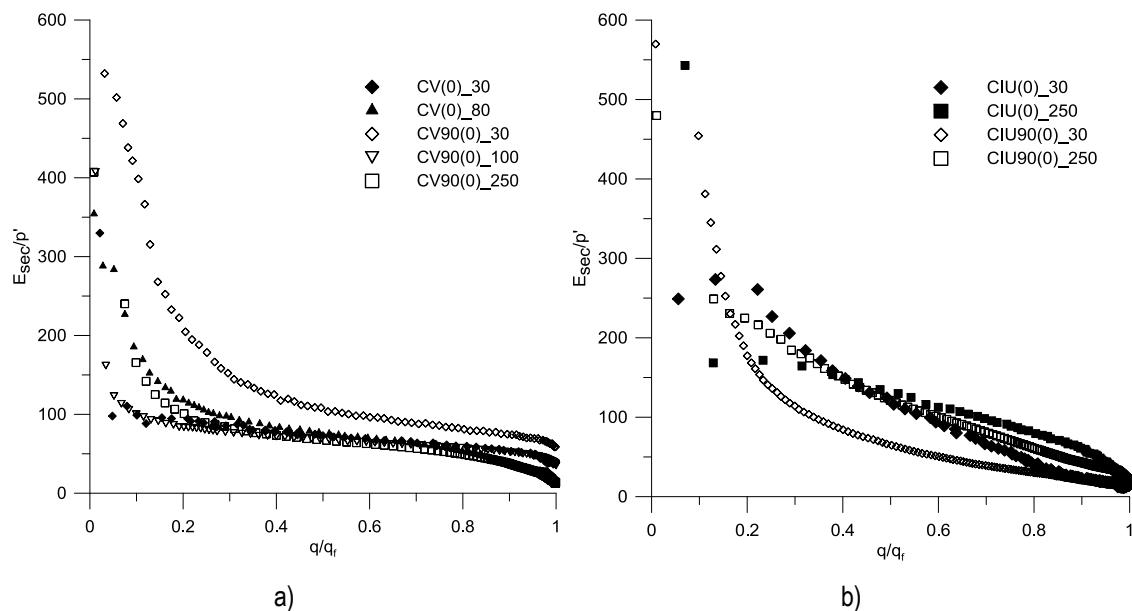 600
500
400
300
200
100
0
E_sec/p'
0
0.2
0.4
0.6
0.8
1
q/q_f
CV(0)_30
CV(0)_80
CV90(0)_30
CV90(0)_100
CV90(0)_250
a)
600
500
400
300
200
100
0
E_sec/p'
0
0.2
0.4
0.6
0.8
1
q/q_f
CIU(0)_30
CIU(0)_250
CIU90(0)_30
CIU90(0)_250
b)